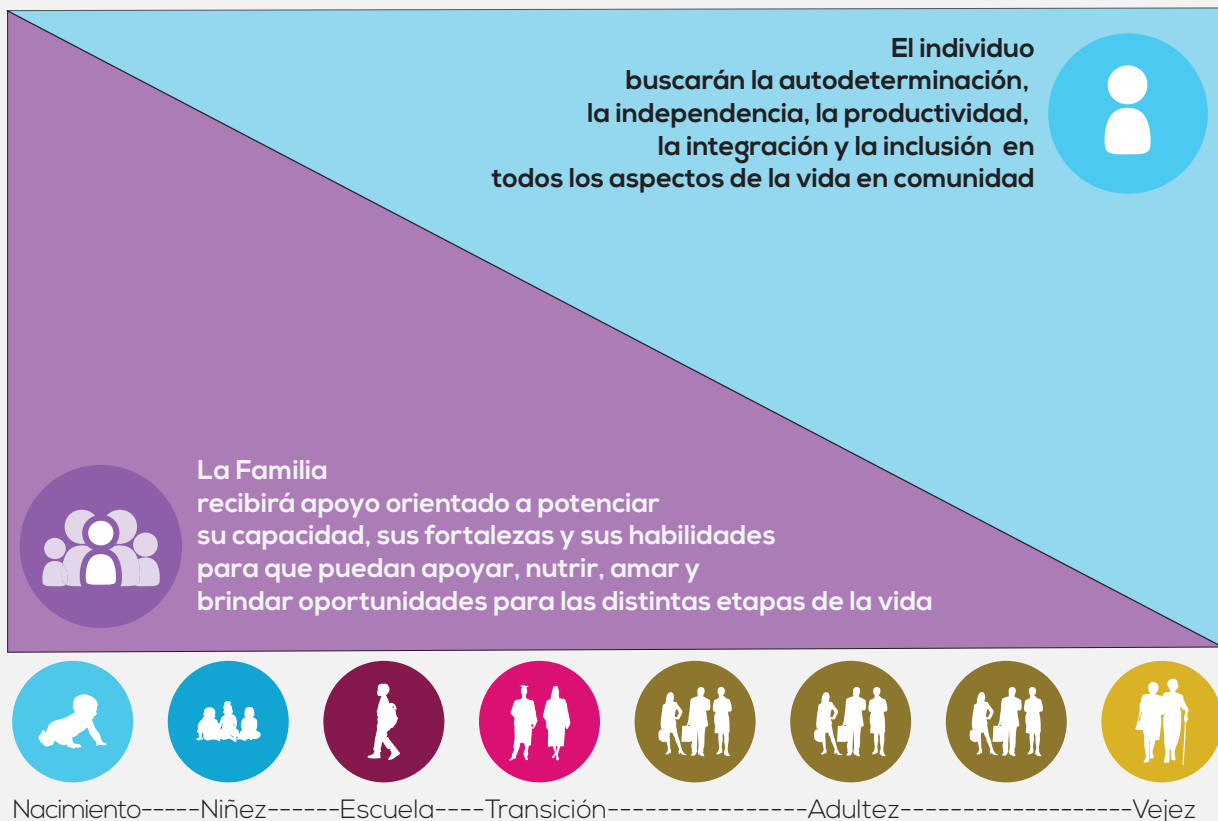 El individuo
buscarán la autodeterminación,
la independencia, la productividad,
la integración y la inclusión en
todos los aspectos de la vida en comunidad
La Familia
recibirá apoyo orientado a potenciar
su capacidad, sus fortalezas y sus habilidades
para que puedan apoyar, nutrir, amar y
brindar oportunidades para las distintas etapas de la vida
Nacimiento-----Niñez------Escuela----Transición----------------Adultez------------------Vejez